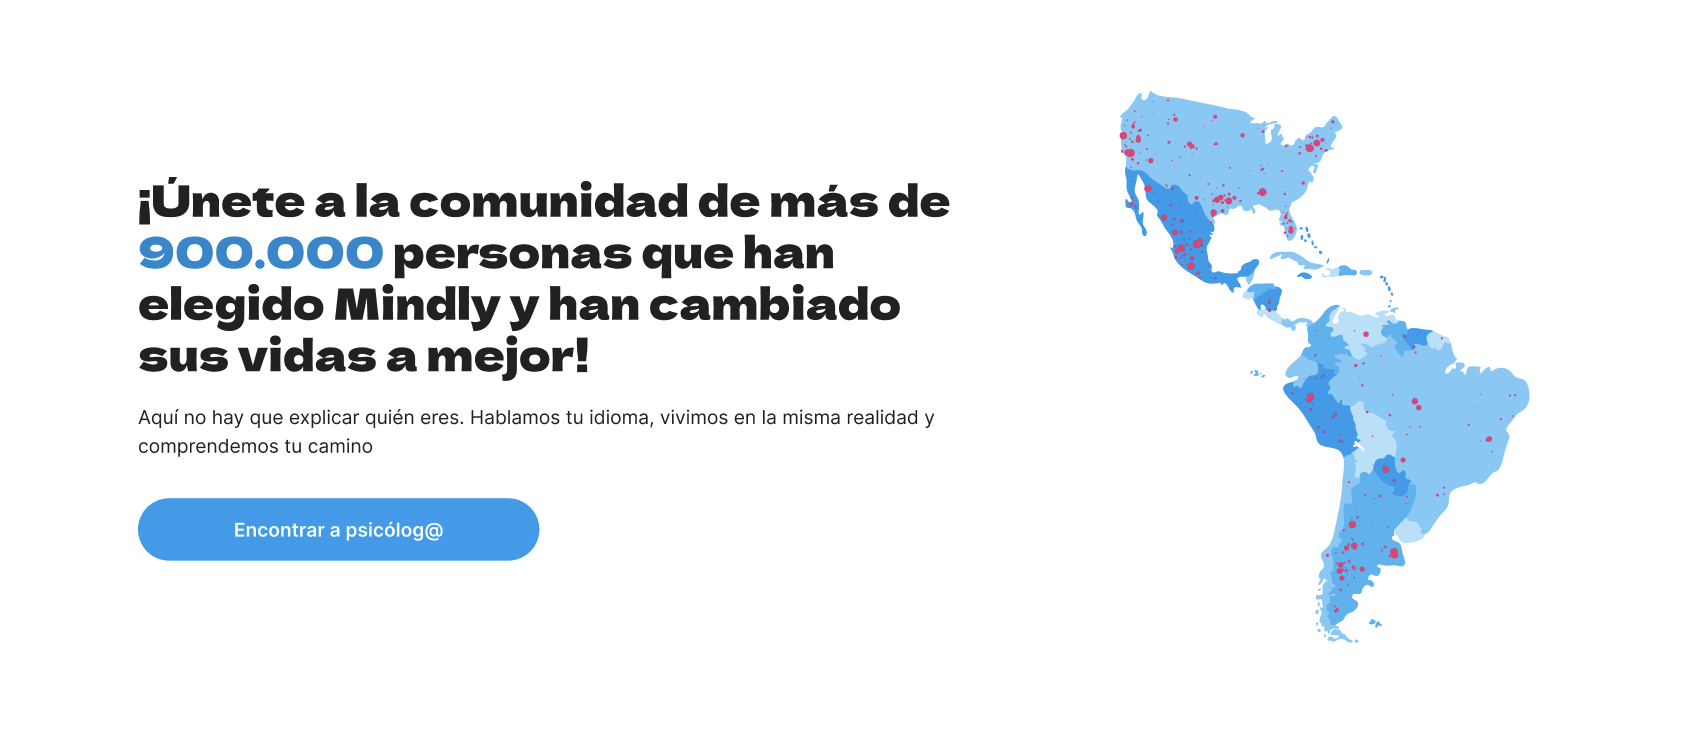 ¡Únete a la comunidad de más de
900.000 personas que han
elegido Mindly y han cambiado
sus vidas a mejor!
Aquí no hay que explicar quién eres. Hablamos tu idioma, vivimos en la misma realidad y
comprendemos tu camino
Encontrar a psicólog@